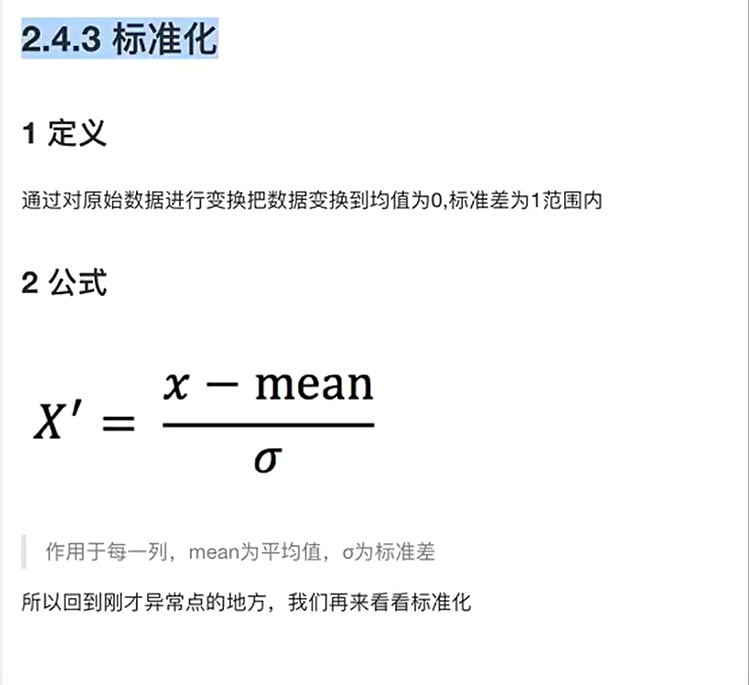 2.4.3 标准化
1 定义
通过对原始数据进行变换把数据变换到均值为0,标准差为1范围内
2 公式
X′ = (x − mean) / σ
作用于每一列，mean为平均值，σ为标准差
所以回到刚才异常点的地方，我们再来看看标准化